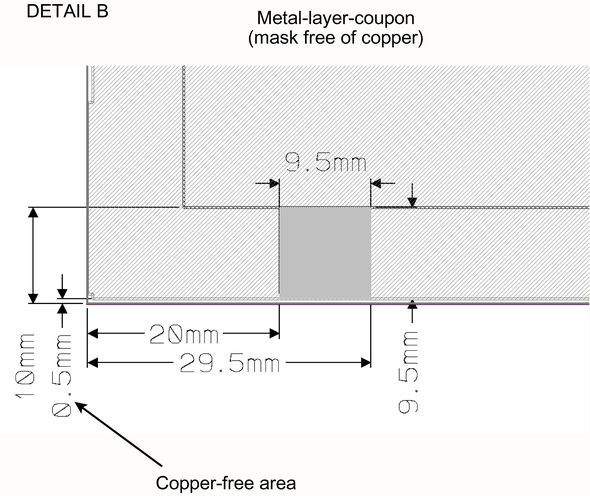 DETAIL B
Metal-layer-coupon
(mask free of copper)
9.5mm
10mm
0.5mm
20mm
29.5mm
9.5mm
Copper-free area